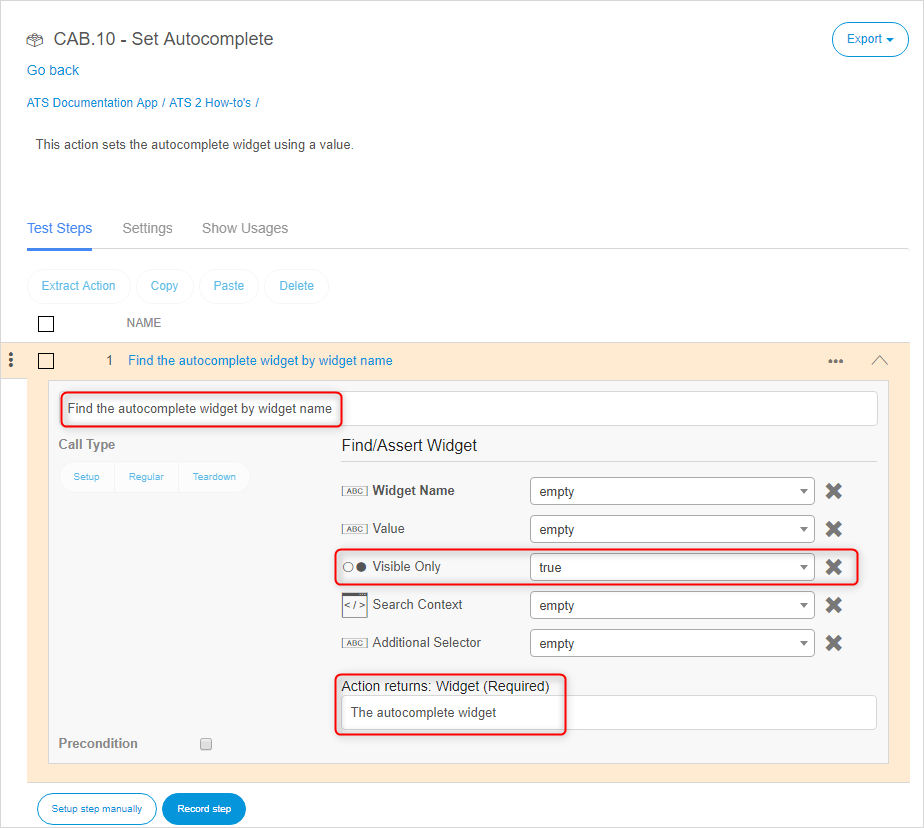 CAB.10 - Set Autocomplete
Export
Go back
ATS Documentation App / ATS 2 How-to's /
This action sets the autocomplete widget using a value.
Test Steps Settings Show Usages
Extract Action Copy Paste Delete
NAME
1 Find the autocomplete widget by widget name
Find the autocomplete widget by widget name
Call Type
Setup Regular Teardown
Find/Assert Widget
ABC Widget Name empty
ABC Value empty
Visible Only true
</> Search Context empty
ABC Additional Selector empty
Action returns: Widget (Required)
The autocomplete widget
Precondition
Setup step manually Record step